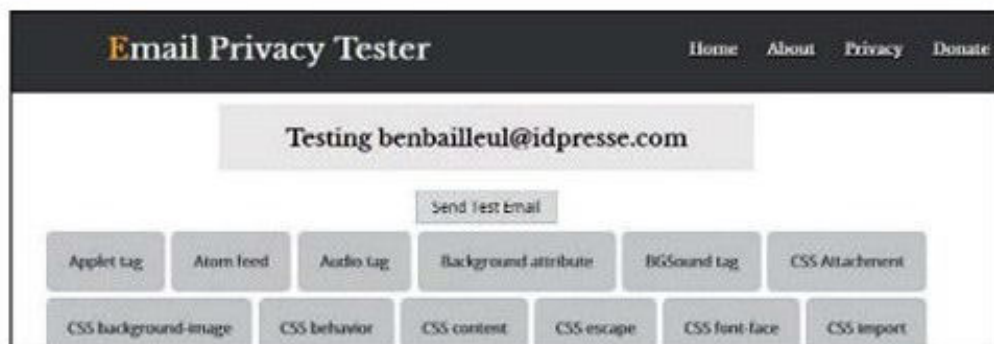 Email Privacy Tester
Home About Privacy Donate
Testing benbailleul@idpresse.com
Send Test Email
Applet tag Atom feed Audio tag Background attribute BGSound tag CSS Attachment
CSS background-image CSS behavior CSS content CSS escape CSS font-face CSS import